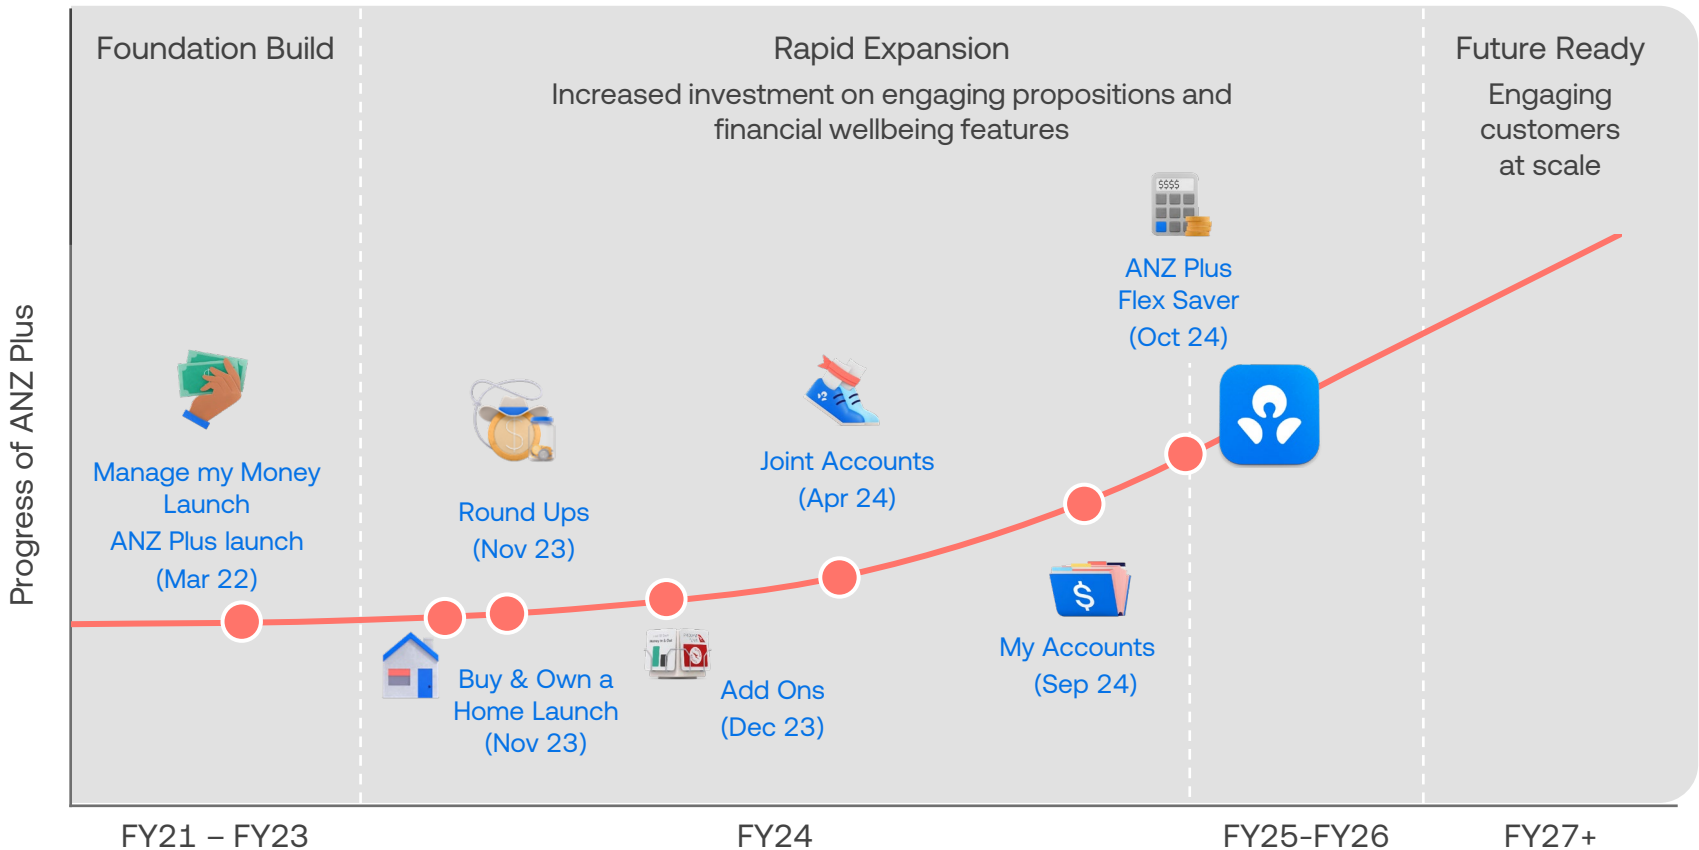 Foundation Build
Rapid Expansion
Increased investment on engaging propositions and
financial wellbeing features
Future Ready
Engaging
customers
at scale
Progress of ANZ Plus
$$$$
ANZ Plus
Flex Saver
(Oct 24)
Manage my Money
Launch
ANZ Plus launch
(Mar 22)
$
Round Ups
(Nov 23)
Joint Accounts
(Apr 24)
Buy & Own a
Home Launch
(Nov 23)
Add Ons
(Dec 23)
$
My Accounts
(Sep 24)
FY21 – FY23
FY24
FY25-FY26
FY27+